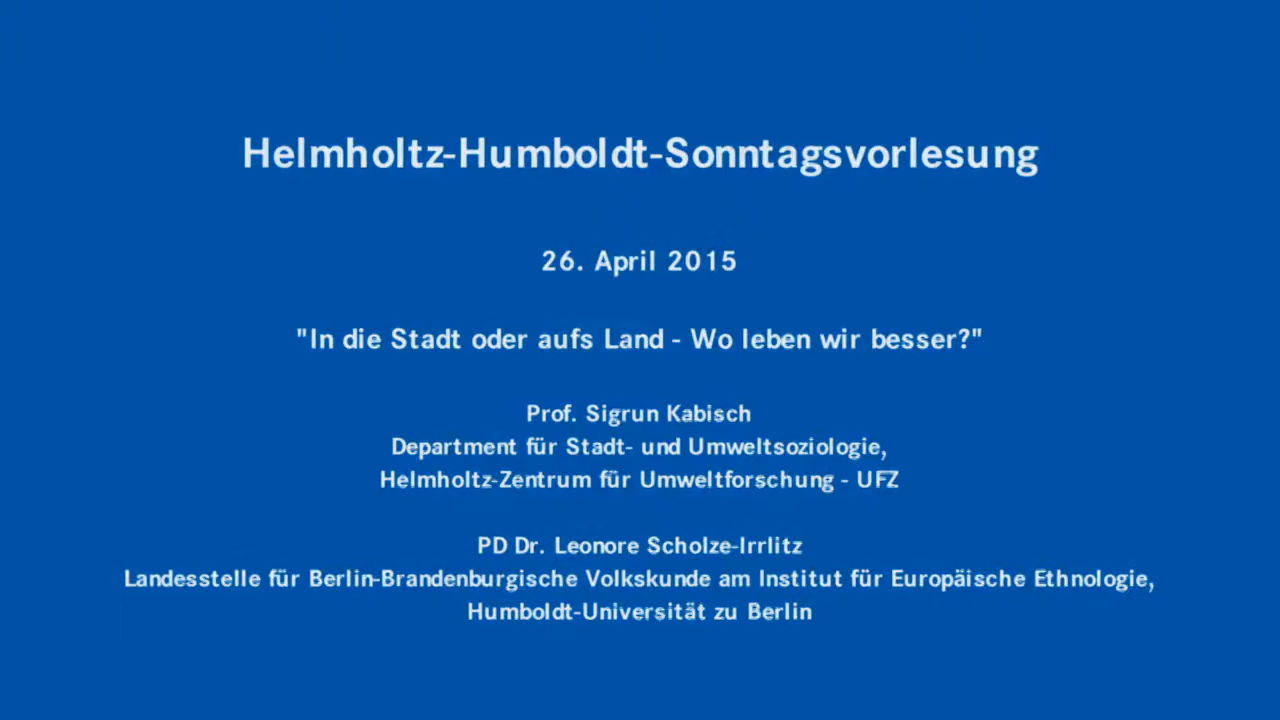 Helmholtz-Humboldt-Sonntagsvorlesung
26. April 2015
"In die Stadt oder aufs Land - Wo leben wir besser?"
Prof. Sigrun Kabisch
Department für Stadt- und Umweltsoziologie,
Helmholtz-Zentrum für Umweltforschung - UFZ
PD Dr. Leonore Scholze-Irrlitz
Landesstelle für Berlin-Brandenburgische Volkskunde am Institut für Europäische Ethnologie,
Humboldt-Universität zu Berlin